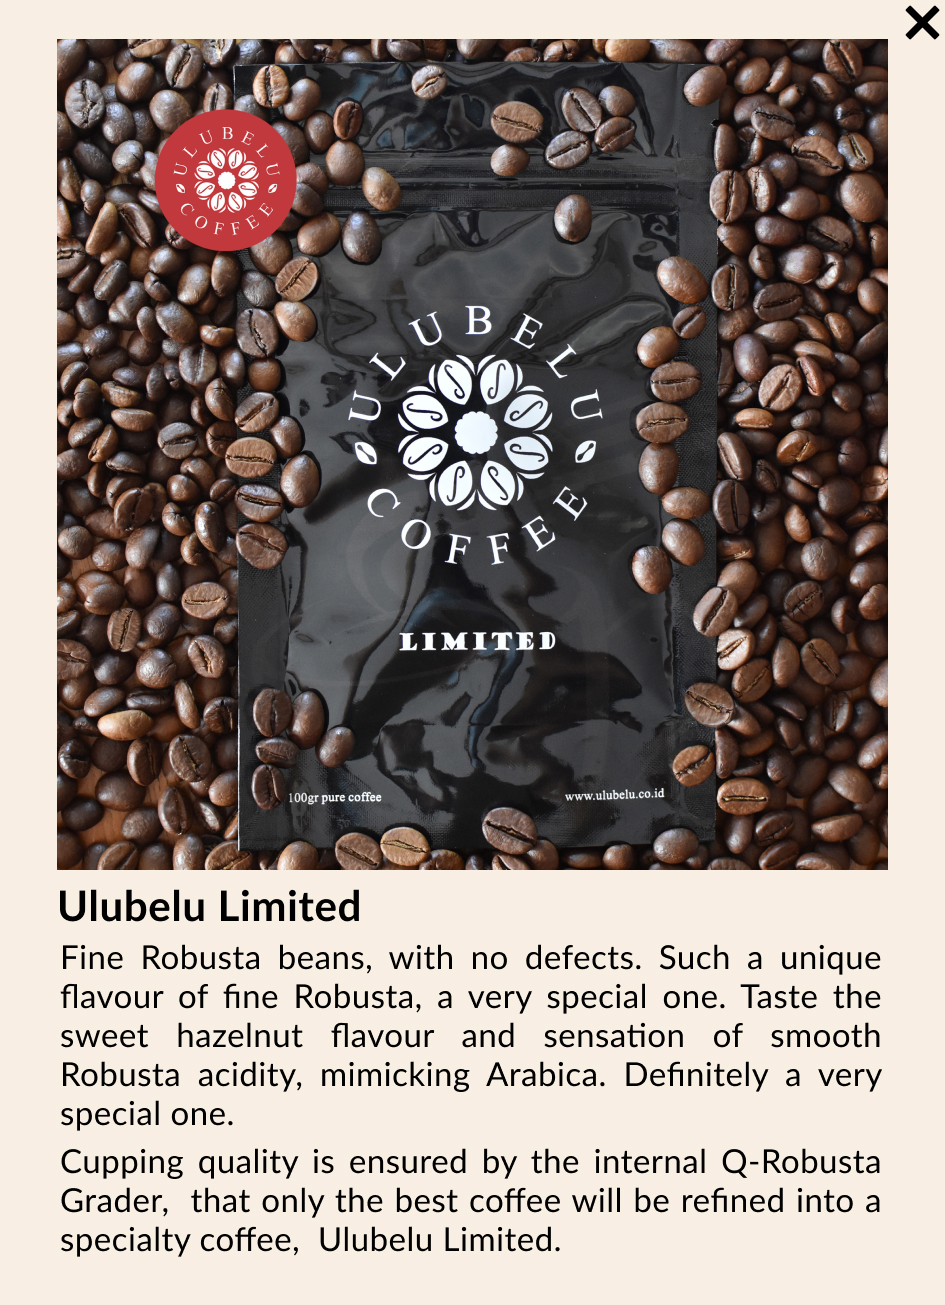 ULUBELU
COFFEE
ULUBELU
COFFEE
LIMITED
100gr pure coffee
www.ulubelu.co.id
Ulubelu Limited
Fine Robusta beans, with no defects. Such a unique
flavour of fine Robusta, a very special one. Taste the
sweet hazelnut flavour and sensation of smooth
Robusta acidity, mimicking Arabica. Definitely a very
special one.
Cupping quality is ensured by the internal Q-Robusta
Grader, that only the best coffee will be refined into a
specialty coffee, Ulubelu Limited.